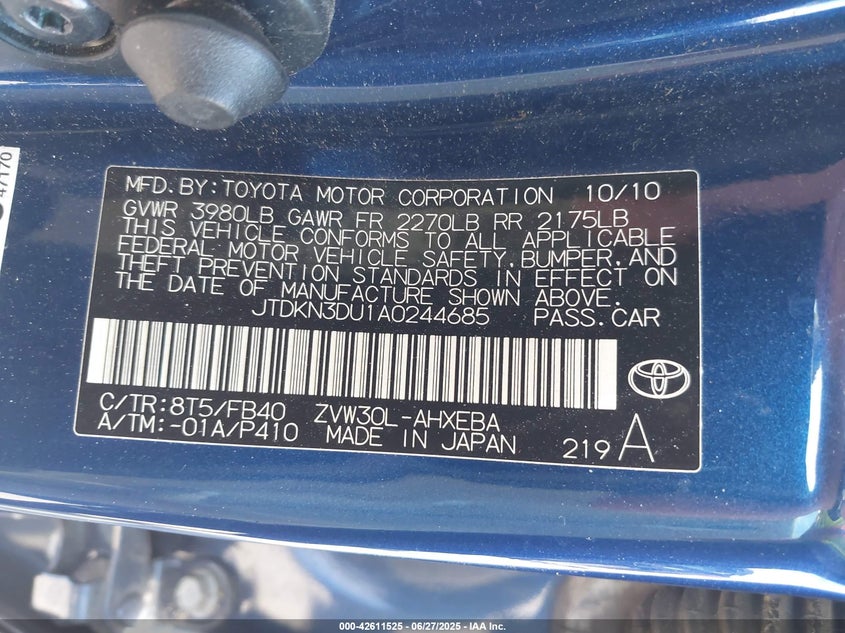 47170
MFD. BY: TOYOTA MOTOR CORPORATION 10/10
GVWR 3980LB GAWR FR 2270LB RR 2175LB
THIS VEHICLE CONFORMS TO ALL APPLICABLE
FEDERAL MOTOR VEHICLE SAFETY, BUMPER, AND
THEFT PREVENTION STANDARDS IN EFFECT ON
THE DATE OF MANUFACTURE SHOWN ABOVE.
JTDKN3DU1A0244685 PASS.CAR
C/TR:8T5/FB40 ZVW30L-AHXEBA
A/TM:-01A/P410 MADE IN JAPAN 219 A
000-42611525 | 06/27/2025 - IAA Inc.